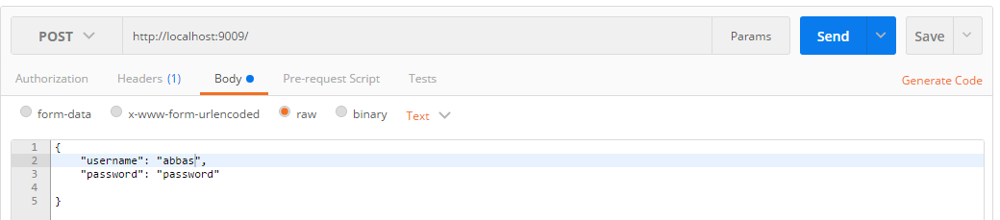 POST http://localhost:9009/ Params Send Save
Authorization Headers (1) Body Pre-request Script Tests Generate Code
form-data x-www-form-urlencoded raw binary Text
1 {
2 "username": "abbas",
3 "password": "password"
4
5 }